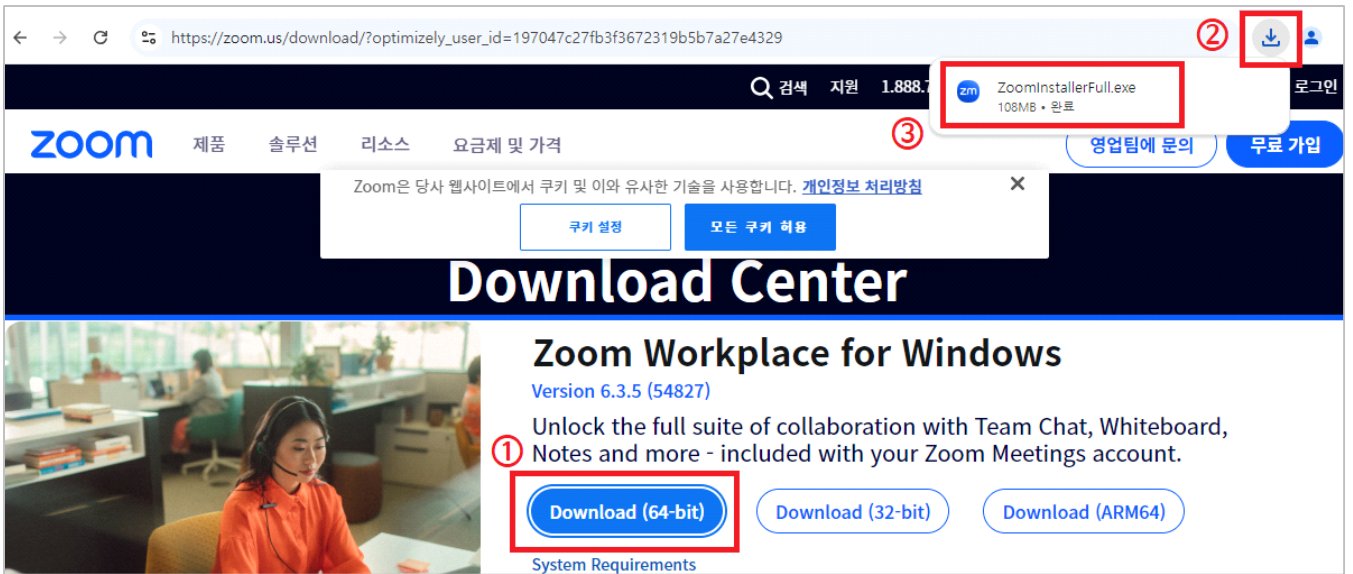 https://zoom.us/download/?optimizely_user_id=197047c27fb3f3672319b5b7a27e4329
②
검색 지원 1.888.7
로그인
zm ZoomInstallerFull.exe
108MB • 완료
③
zoom 제품 솔루션 리소스 요금제 및 가격 영업팀에 문의 무료 가입
Zoom은 당사 웹사이트에서 쿠키 및 이와 유사한 기술을 사용합니다. 개인정보 처리방침
쿠키 설정 모든 쿠키 허용
Download Center
Zoom Workplace for Windows
Version 6.3.5 (54827)
Unlock the full suite of collaboration with Team Chat, Whiteboard,
Notes and more - included with your Zoom Meetings account.
①
Download (64-bit) Download (32-bit) Download (ARM64)
System Requirements